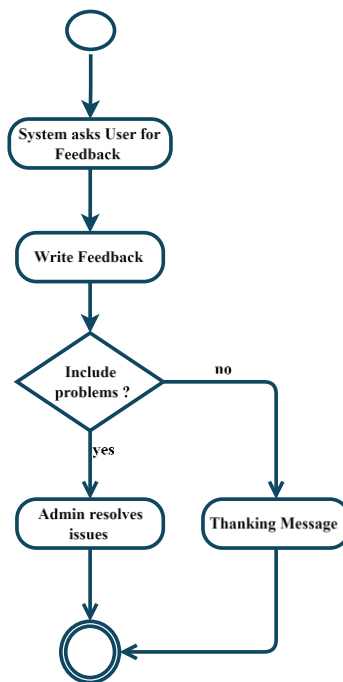 System asks User for
Feedback
Write Feedback
Include
problems ?
no
yes
Admin resolves
issues
Thanking Message